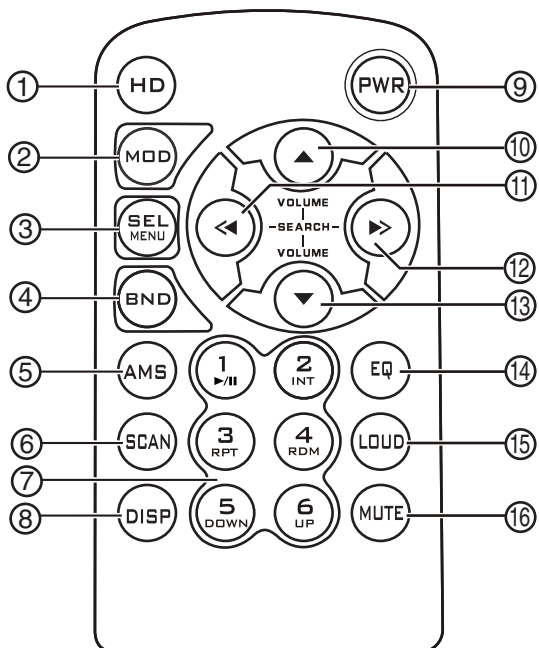 ① HD PWR ⑨
② MOD ▲ ⑩
≪ VOLUME ⑪
③ SEL -SEARCH- ≫
MENU VOLUME ⑫
④ BND ▼ ⑬
⑤ AMS 1 2 EQ ⑭
►/II INT
⑥ SCAN 3 4 LOUD ⑮
RPT RDM
⑦
⑧ DISP 5 6 MUTE ⑯
DOWN UP